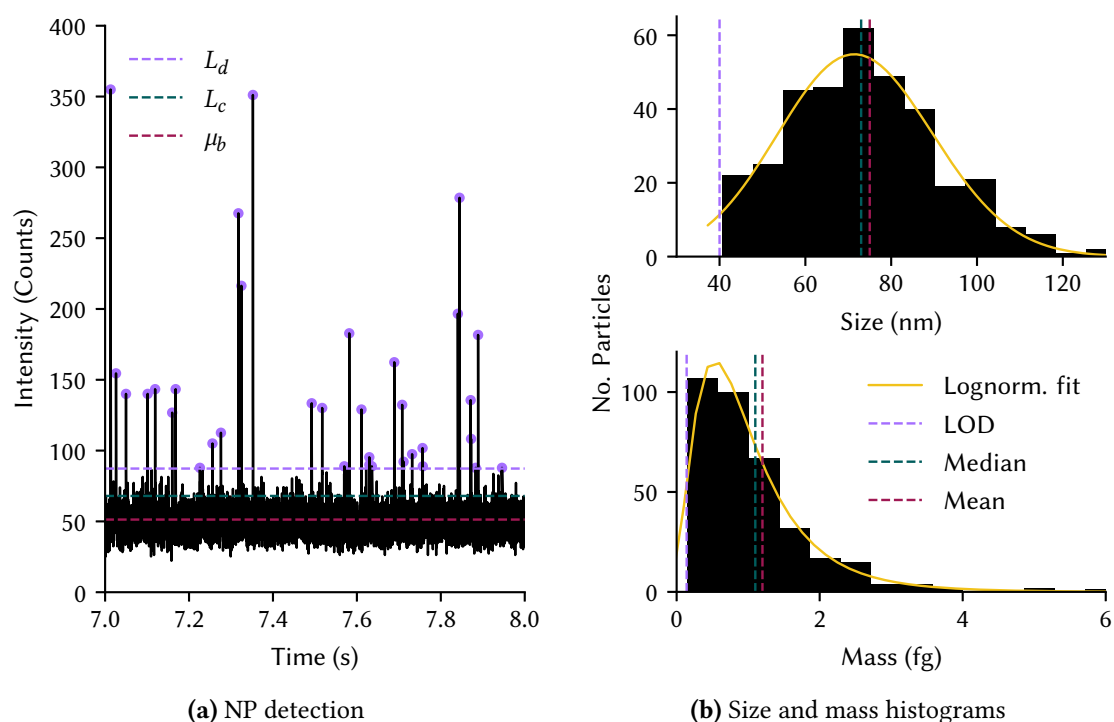 400
350
300
250
200
150
100
50
0
Intensity (Counts)
L_d
L_c
μ_b
7.0 7.2 7.4 7.6 7.8 8.0
Time (s)
(a) NP detection
60
40
20
0
40 60 80 100 120
Size (nm)
No. Particles
100
50
0
Lognorm. fit
LOD
Median
Mean
0 2 4 6
Mass (fg)
(b) Size and mass histograms